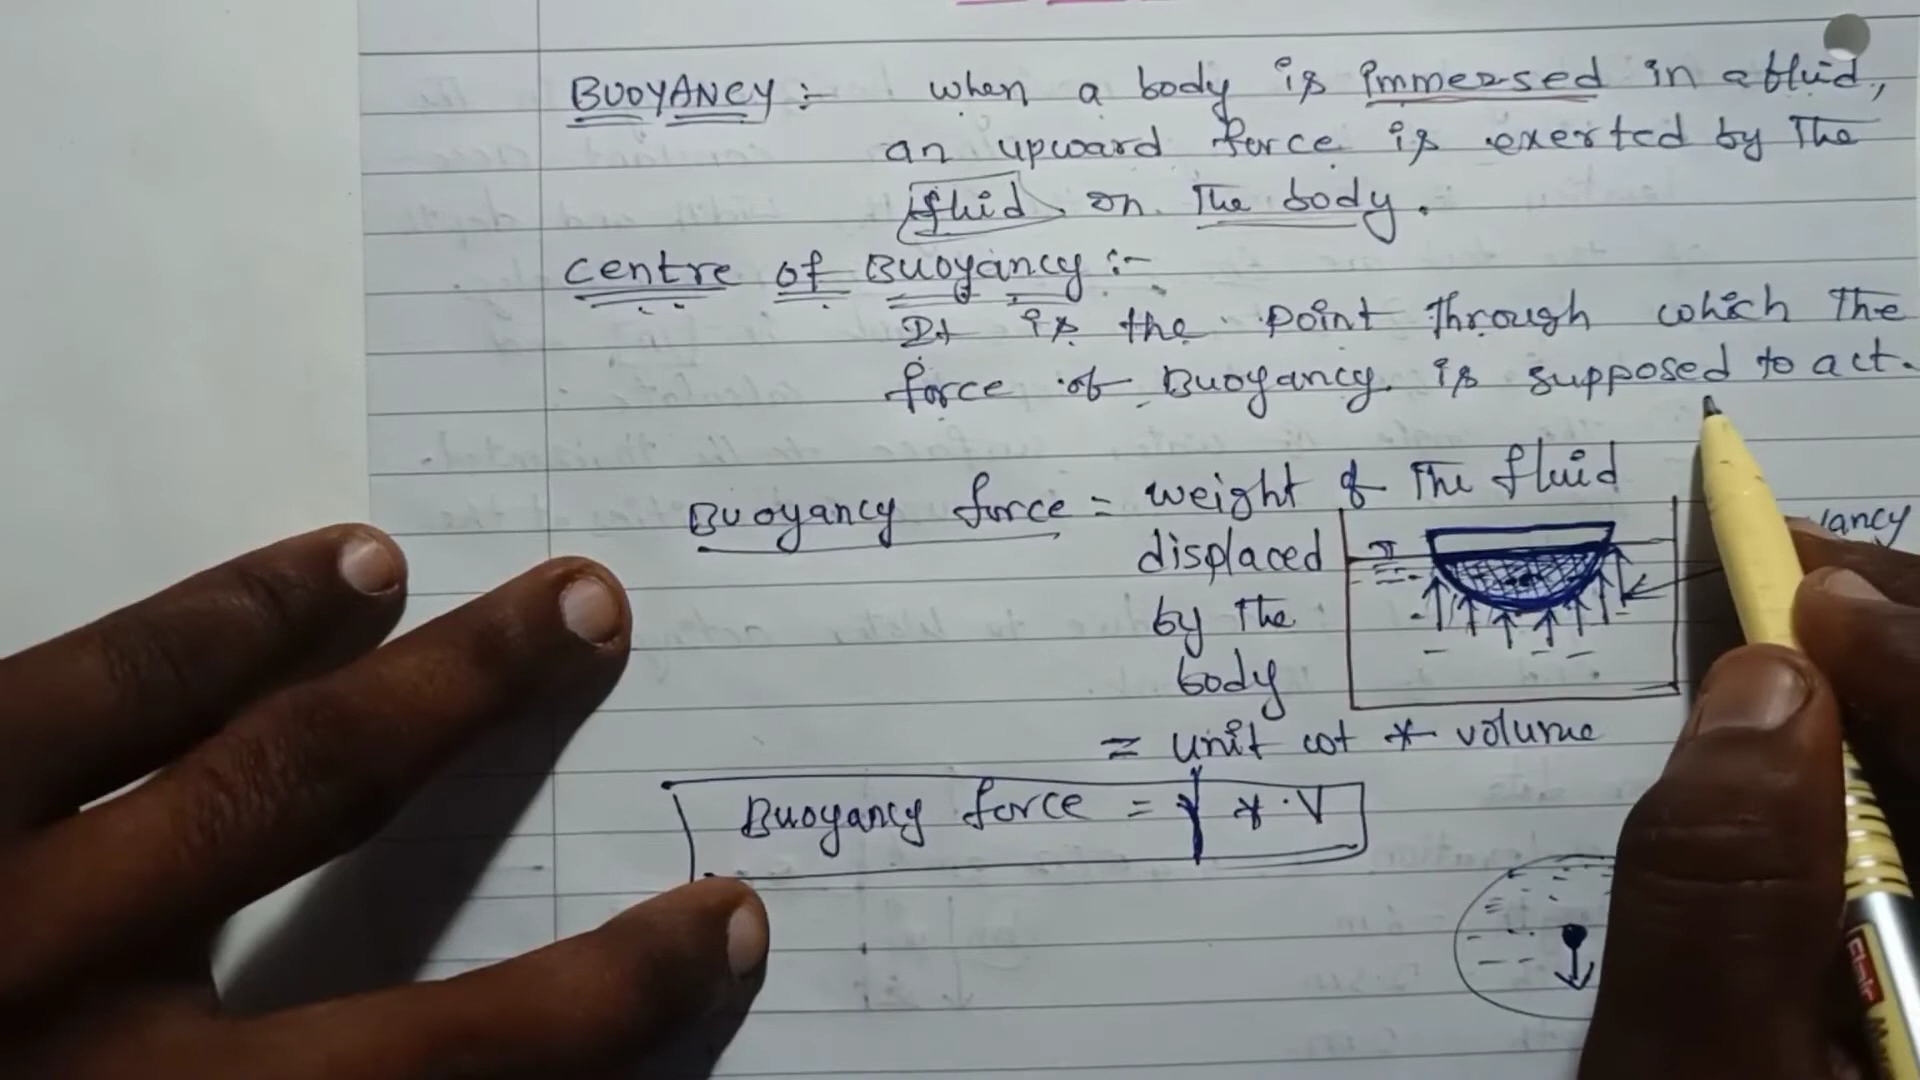 BUOYANCY :- when a body is immersed in a fluid,
an upward force is exerted by The
fluid on The body.
Centre of Buoyancy :-
It is the point through which The
force of Buoyancy is supposed to act.
Buoyancy force = weight of The fluid
displaced
by The
body
= unit wt * volume
Buoyancy force = γ * V